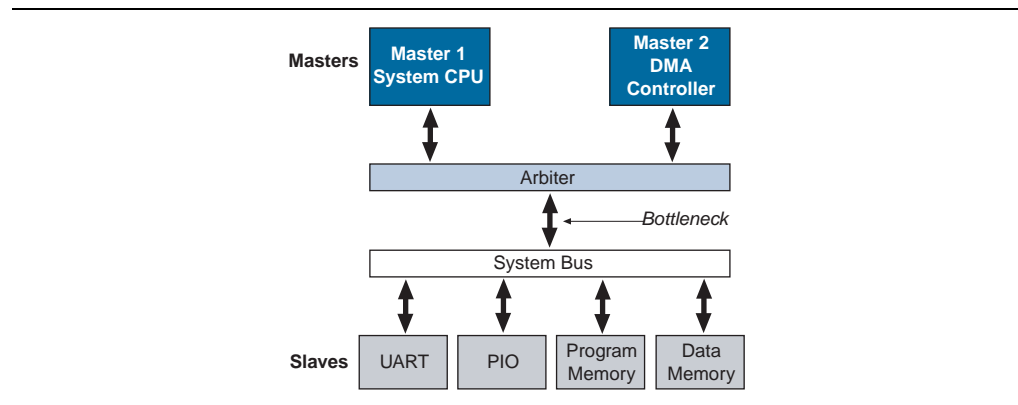 Masters
Master 1
System CPU
Master 2
DMA
Controller
Arbiter
Bottleneck
System Bus
Slaves
UART
PIO
Program
Memory
Data
Memory